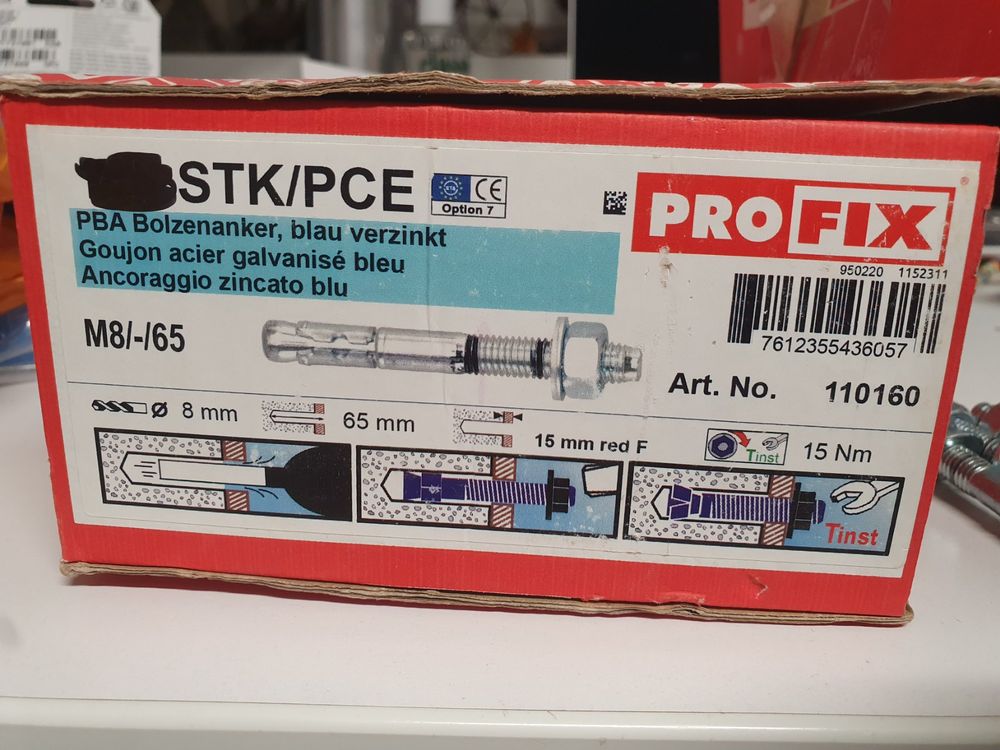 STK/PCE
CE
Option 7
PROFIX
®
PBA Bolzenanker, blau verzinkt
Goujon acier galvanisé bleu
Ancoraggio zincato blu
950220 1152311
7612355436057
M8/-/65
Art. No. 110160
Ø 8 mm
65 mm
15 mm red F
Tinst
15 Nm
Tinst